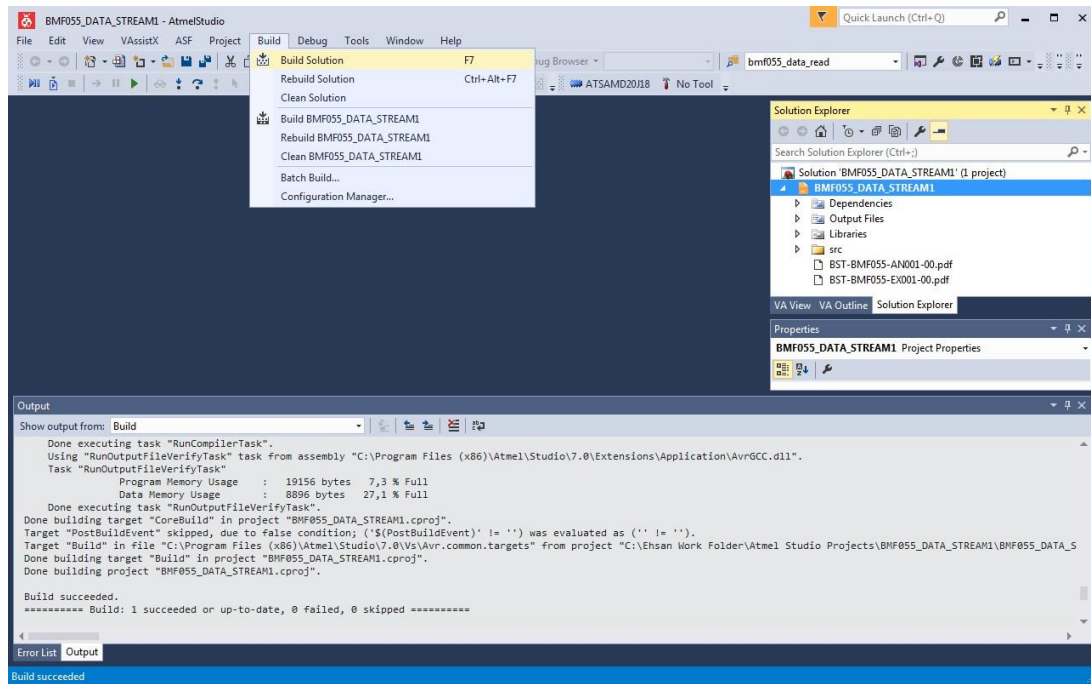 BMF055_DATA_STREAM1 - AtmelStudio
Quick Launch (Ctrl+Q)
File Edit View VAssistX ASF Project Build Debug Tools Window Help
Build Solution F7
Rebuild Solution Ctrl+Alt+F7
Clean Solution
Build BMF055_DATA_STREAM1
Rebuild BMF055_DATA_STREAM1
Clean BMF055_DATA_STREAM1
Batch Build...
Configuration Manager...
Browser
bmf055_data_read
ATSAMD20J18 No Tool
Solution Explorer
Search Solution Explorer (Ctrl+;)
Solution 'BMF055_DATA_STREAM1' (1 project)
BMF055_DATA_STREAM1
Dependencies
Output Files
Libraries
src
BST-BMF055-AN001-00.pdf
BST-BMF055-EX001-00.pdf
VA View VA Outline Solution Explorer
Properties
BMF055_DATA_STREAM1 Project Properties
Output
Show output from: Build
Done executing task "RunCompilerTask".
Using "RunOutputFileVerifyTask" task from assembly "C:\Program Files (x86)\Atmel\Studio\7.0\Extensions\Application\AvrGCC.dll".
Task "RunOutputFileVerifyTask"
Program Memory Usage : 19156 bytes 7,3 % Full
Data Memory Usage : 8896 bytes 27,1 % Full
Done executing task "RunOutputFileVerifyTask".
Done building target "CoreBuild" in project "BMF055_DATA_STREAM1.cproj".
Target "PostBuildEvent" skipped, due to false condition; ('$(PostBuildEvent)' != '') was evaluated as ('' != '').
Target "Build" in file "C:\Program Files (x86)\Atmel\Studio\7.0\Vs\Avr.common.targets" from project "C:\Ehsan Work Folder\Atmel Studio Projects\BMF055_DATA_STREAM1\BMF055_DATA_S
Done building target "Build" in project "BMF055_DATA_STREAM1.cproj".
Done building project "BMF055_DATA_STREAM1.cproj".
Build succeeded.
========== Build: 1 succeeded or up-to-date, 0 failed, 0 skipped ==========
Error List Output
Build succeeded